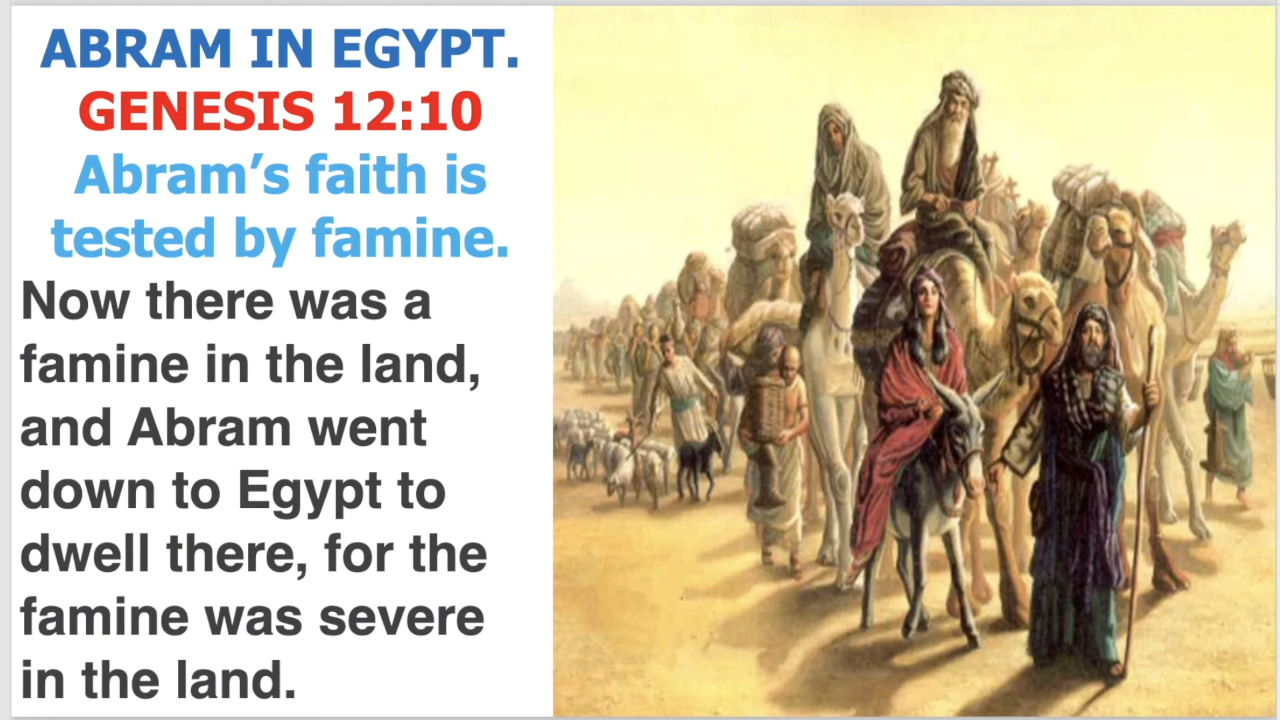 ABRAM IN EGYPT.
GENESIS 12:10
Abram’s faith is
tested by famine.
Now there was a
famine in the land,
and Abram went
down to Egypt to
dwell there, for the
famine was severe
in the land.